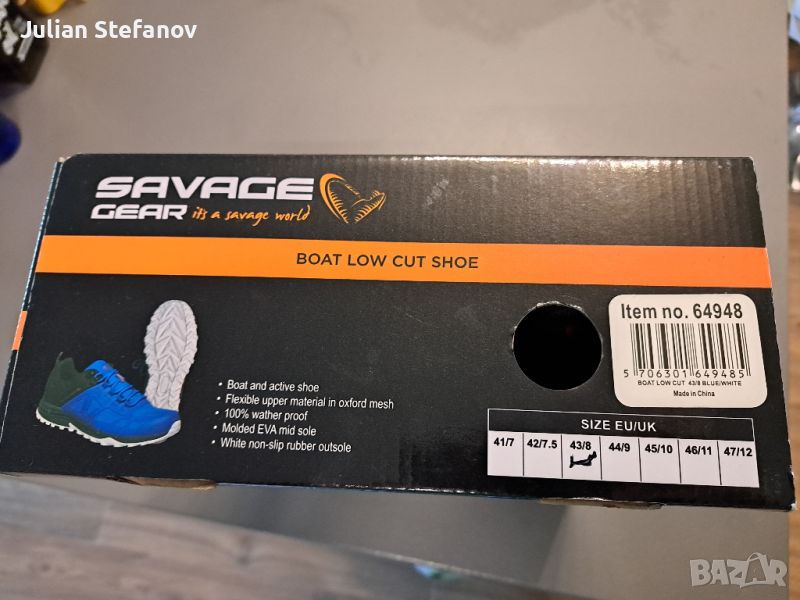 Julian Stefanov
SAVAGE
GEAR it's a savage world
BOAT LOW CUT SHOE
Item no. 64948
5 706301 649485
BOAT LOW CUT 43/8 BLUE/WHITE
Made in China
• Boat and active shoe
• Flexible upper material in oxford mesh
• 100% wather proof
• Molded EVA mid sole
• White non-slip rubber outsole
SIZE EU/UK
41/7 42/7.5 43/8 44/9 45/10 46/11 47/12
BAZAR